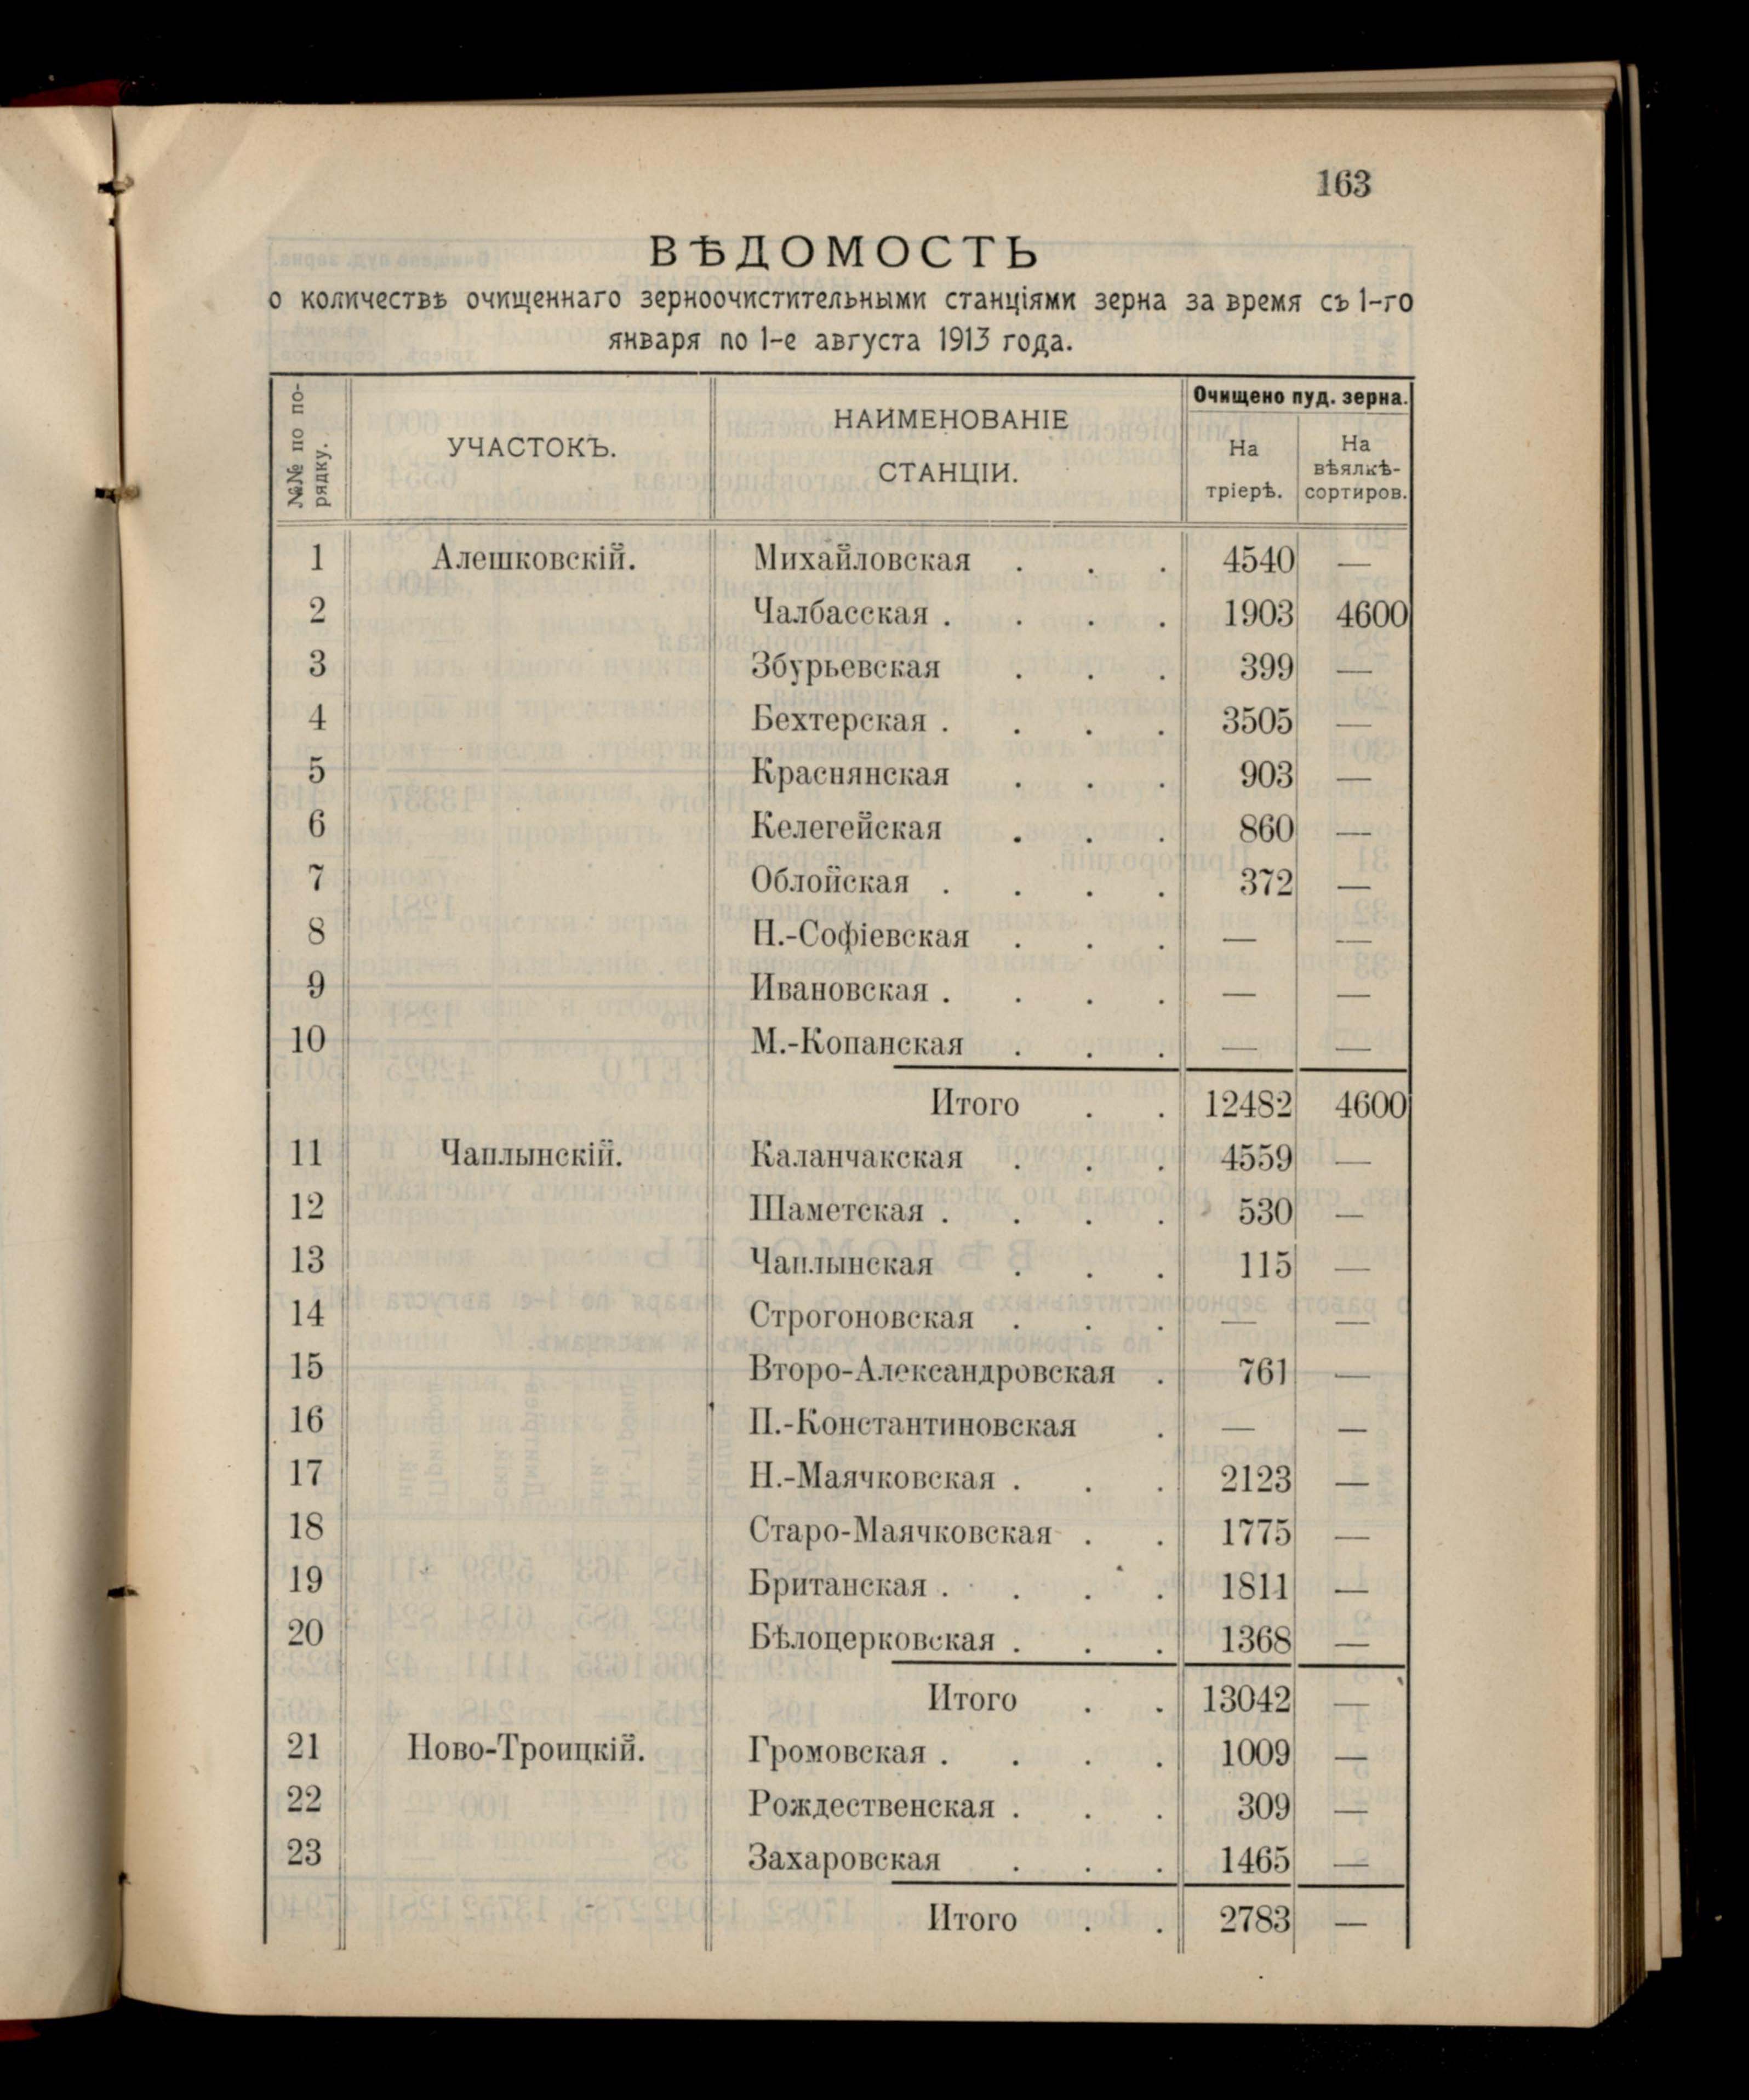 163
ВѢДОМОСТЬ
о количествѣ очищеннаго зерноочистительными станціями зерна за время съ 1-го
января по 1-е августа 1913 года.
№№ по по-
рядку.
УЧАСТОКЪ.
НАИМЕНОВАНІЕ
СТАНЦІИ.
Очищено пуд. зерна.
На
тріерѣ.
На
вѣялкѣ-
сортиров.
1 Алешковскій. Михайловская . . . 4540 —
2 Чалбасская . . . . 1903 4600
3 Збурьевская . . . 399 —
4 Бехтерская . . . . 3505 —
5 Краснянская . . . 903 —
6 Келегейская . . . 860 —
7 Облойская . . . . 372 —
8 Н.-Софіевская . . . — —
9 Ивановская . . . . — —
10 М.-Копанская . . . — —
Итого . . 12482 4600
11 Чаплынскій. Каланчакская . . . 4559 —
12 Шаметская . . . . 530 —
13 Чаплынская . . . 115 —
14 Строгоновская . . . — —
15 Второ-Александровская . 761 —
16 П.-Константиновская . — —
17 Н.-Маячковская . . . 2123 —
18 Старо-Маячковская . . 1775 —
19 Британская . . . . 1811 —
20 Бѣлоцерковская . . . 1368 —
Итого . . 13042 —
21 Ново-Троицкій. Громовская . . . . 1009 —
22 Рождественская . . . 309 —
23 Захаровская . . . 1465 —
Итого . . 2783 —